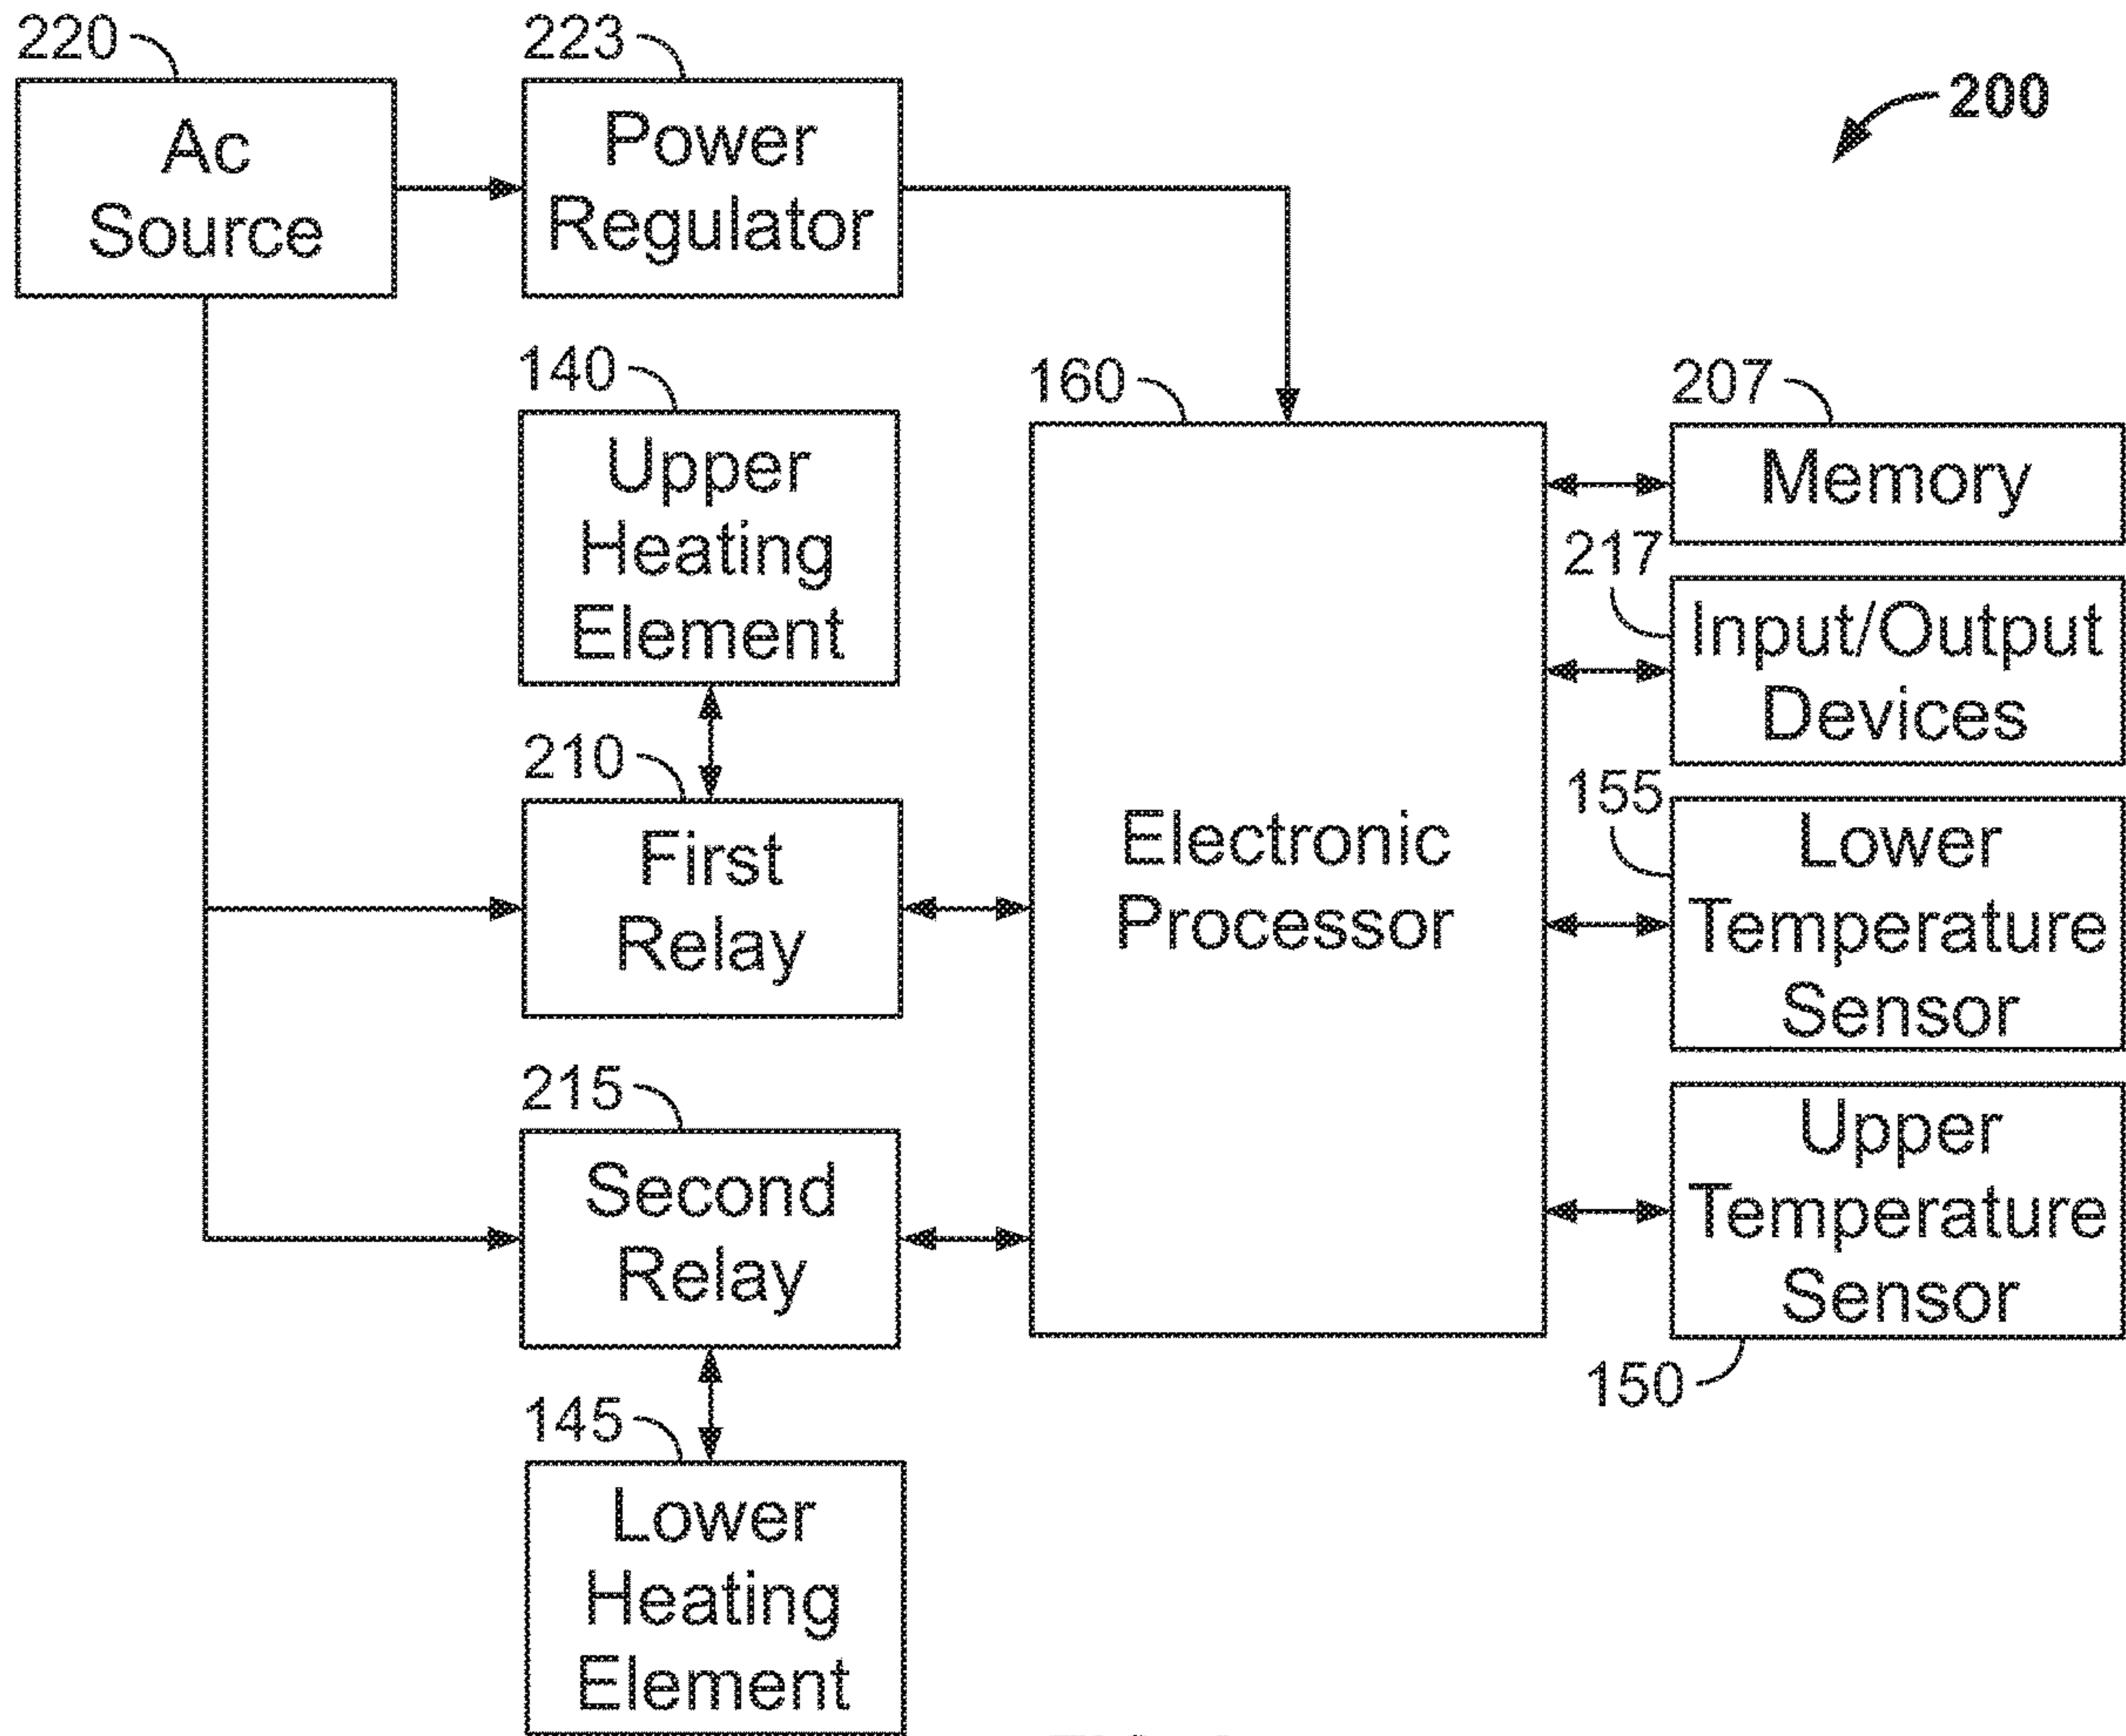 220
Ac
Source
223
Power
Regulator
200
140
Upper
Heating
Element
160
Electronic
Processor
207
Memory
217
Input/Output
Devices
210
First
Relay
155
Lower
Temperature
Sensor
215
Second
Relay
Upper
Temperature
Sensor
150
145
Lower
Heating
Element